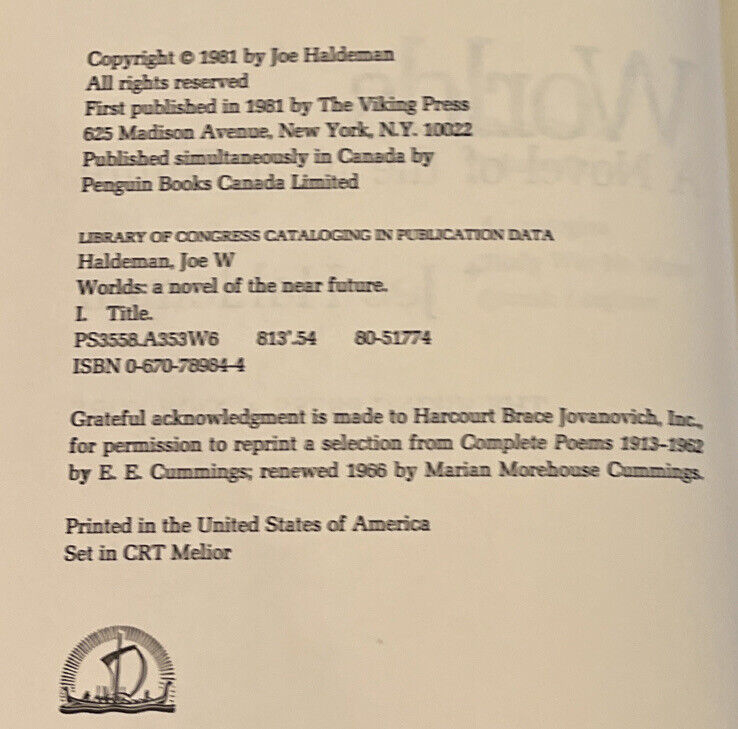 Copyright © 1981 by Joe Haldeman
All rights reserved
First published in 1981 by The Viking Press
625 Madison Avenue, New York, N.Y. 10022
Published simultaneously in Canada by
Penguin Books Canada Limited
LIBRARY OF CONGRESS CATALOGING IN PUBLICATION DATA
Haldeman, Joe W
Worlds: a novel of the near future.
I. Title.
PS3558.A353W6 813'.54 80-51774
ISBN 0-670-78984-4
Grateful acknowledgment is made to Harcourt Brace Jovanovich, Inc.,
for permission to reprint a selection from Complete Poems 1913-1962
by E. E. Cummings; renewed 1966 by Marian Morehouse Cummings.
Printed in the United States of America
Set in CRT Melior